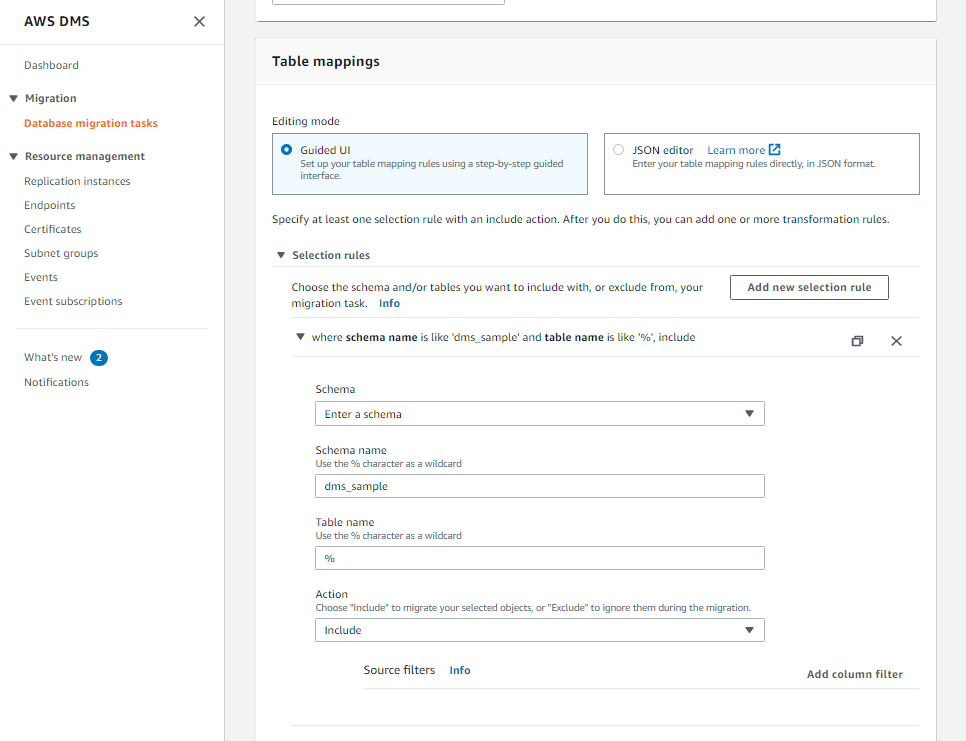 AWS DMS
Dashboard
Migration
Database migration tasks
Resource management
Replication instances
Endpoints
Certificates
Subnet groups
Events
Event subscriptions
What's new 2
Notifications
Table mappings
Editing mode
Guided UI
Set up your table mapping rules using a step-by-step guided
interface.
JSON editor Learn more
Enter your table mapping rules directly, in JSON format.
Specify at least one selection rule with an include action. After you do this, you can add one or more transformation rules.
Selection rules
Choose the schema and/or tables you want to include with, or exclude from, your
migration task. Info
Add new selection rule
where schema name is like 'dms_sample' and table name is like '%', include
Schema
Enter a schema
Schema name
Use the % character as a wildcard
dms_sample
Table name
Use the % character as a wildcard
%
Action
Choose "Include" to migrate your selected objects, or "Exclude" to ignore them during the migration.
Include
Source filters Info
Add column filter